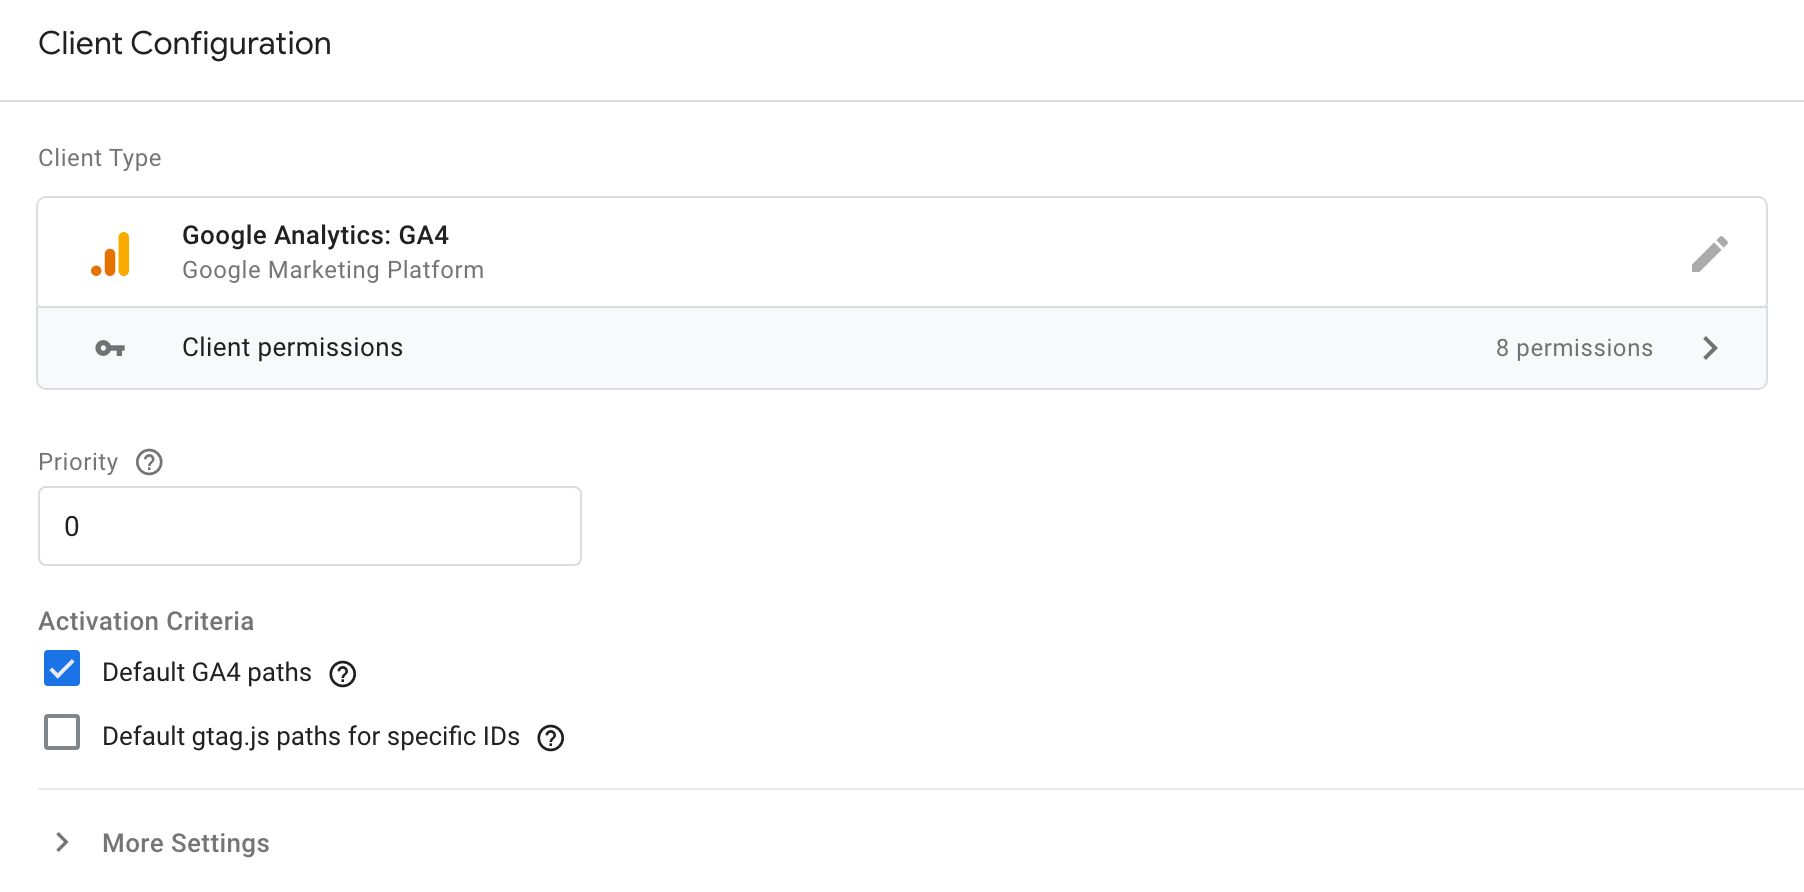 Client Configuration
Client Type
Google Analytics: GA4
Google Marketing Platform
Client permissions
8 permissions
Priority
0
Activation Criteria
Default GA4 paths
Default gtag.js paths for specific IDs
More Settings